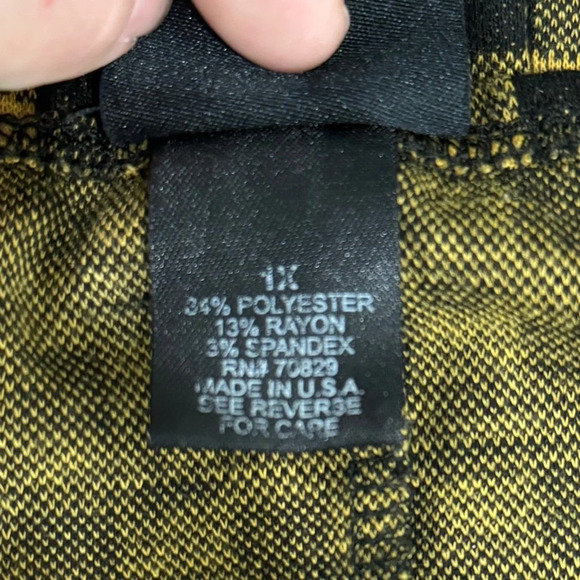 1X
84% POLYESTER
13% RAYON
3% SPANDEX
RN# 70829
MADE IN U.S.A
SEE REVERSE
FOR CARE